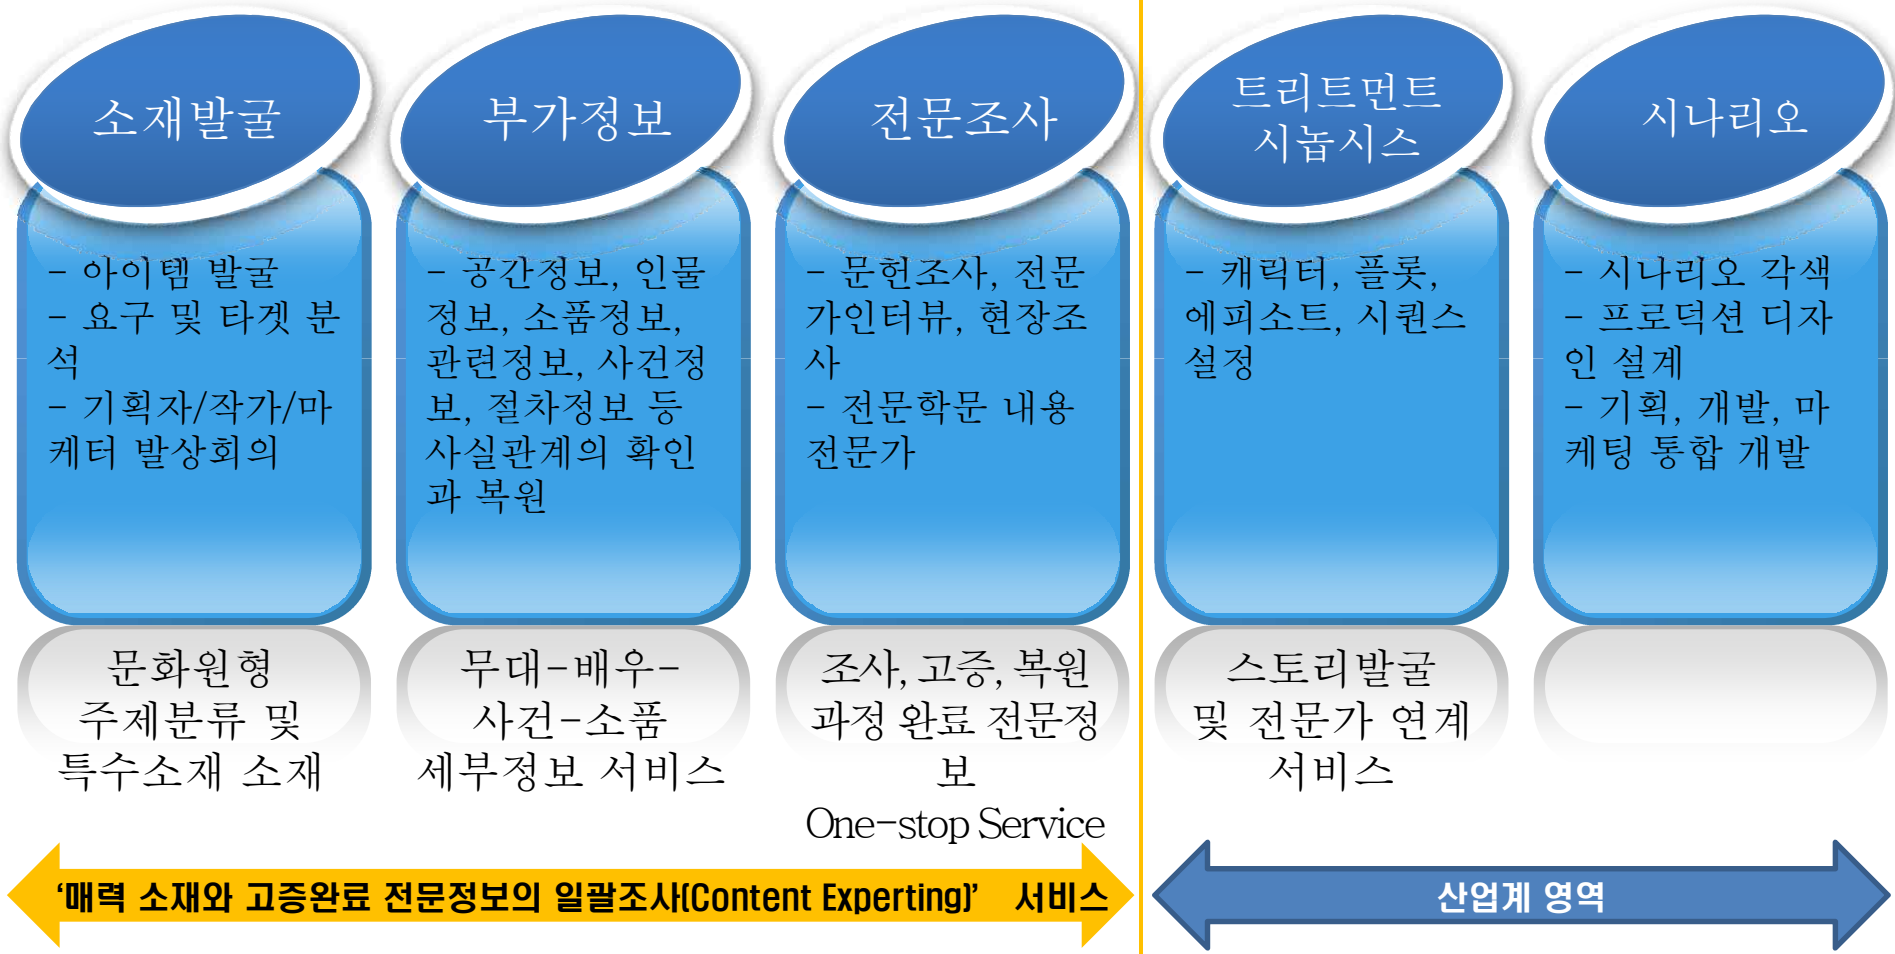 소재발굴
- 아이템 발굴
- 요구 및 타겟 분
석
- 기획자/작가/마
케터 발상회의
문화원형
주제분류 및
특수소재 소재
부가정보
- 공간정보, 인물
정보, 소품정보,
관련정보, 사건정
보, 절차정보 등
사실관계의 확인
과 복원
무대-배우-
사건-소품
세부정보 서비스
전문조사
- 문헌조사, 전문
가인터뷰, 현장조
사
- 전문학문 내용
전문가
조사, 고증, 복원
과정 완료 전문정
보
One-stop Service
트리트먼트
시놉시스
- 캐릭터, 플롯,
에피소트, 시퀀스
설정
스토리발굴
및 전문가 연계
서비스
시나리오
- 시나리오 각색
- 프로덕션 디자
인 설계
- 기획, 개발, 마
케팅 통합 개발
‘매력 소재와 고증완료 전문정보의 일괄조사(Content Experting)’ 서비스
산업계 영역